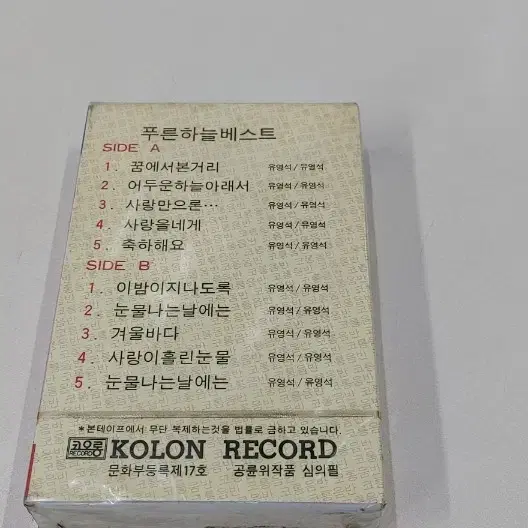 푸른하늘베스트
SIDE A
1. 꿈에서본거리 유영석/유영석
2. 어두운하늘아래서 유영석/유영석
3. 사랑만으론… 유영석/유영석
4. 사랑을네게 유영석/유영석
5. 축하해요 유영석/유영석
SIDE B
1. 이밤이지나도록 유영석/유영석
2. 눈물나는날에는 유영석/유영석
3. 겨울바다 유영석/유영석
4. 사랑이흘린눈물 유영석/유영석
5. 눈물나는날에는 유영석/유영석
*본테이프에서 무단 복제하는것을 법률로 금하고 있습니다.
코오롱 RECORD KOLON RECORD
문화부등록제17호 공륜위작품 심의필